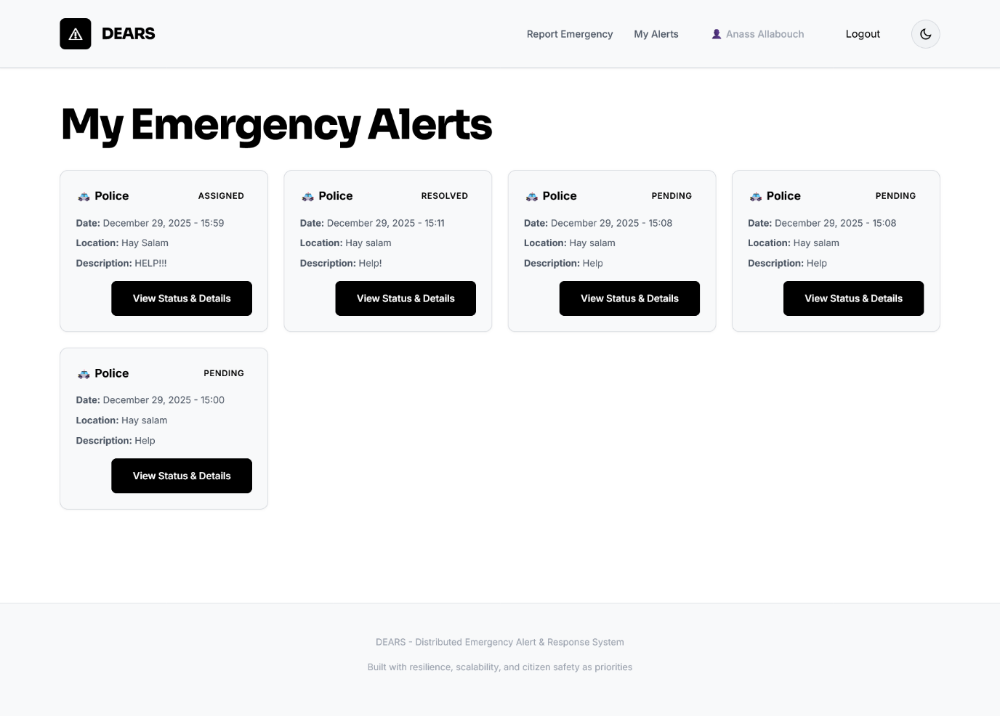 DEARS
Report Emergency
My Alerts
Anass Allabouch
Logout
My Emergency Alerts
Police
ASSIGNED
Date: December 29, 2025 - 15:59
Location: Hay Salam
Description: HELP!!!
View Status & Details
Police
RESOLVED
Date: December 29, 2025 - 15:11
Location: Hay salam
Description: Help!
View Status & Details
Police
PENDING
Date: December 29, 2025 - 15:08
Location: Hay salam
Description: Help
View Status & Details
Police
PENDING
Date: December 29, 2025 - 15:08
Location: Hay salam
Description: Help
View Status & Details
Police
PENDING
Date: December 29, 2025 - 15:00
Location: Hay salam
Description: Help
View Status & Details
DEARS - Distributed Emergency Alert & Response System
Built with resilience, scalability, and citizen safety as priorities